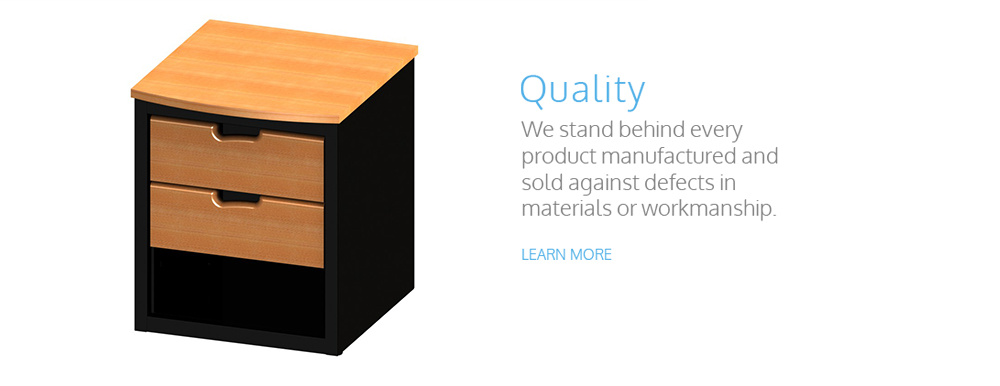 Quality
We stand behind every
product manufactured and
sold against defects in
materials or workmanship.
LEARN MORE